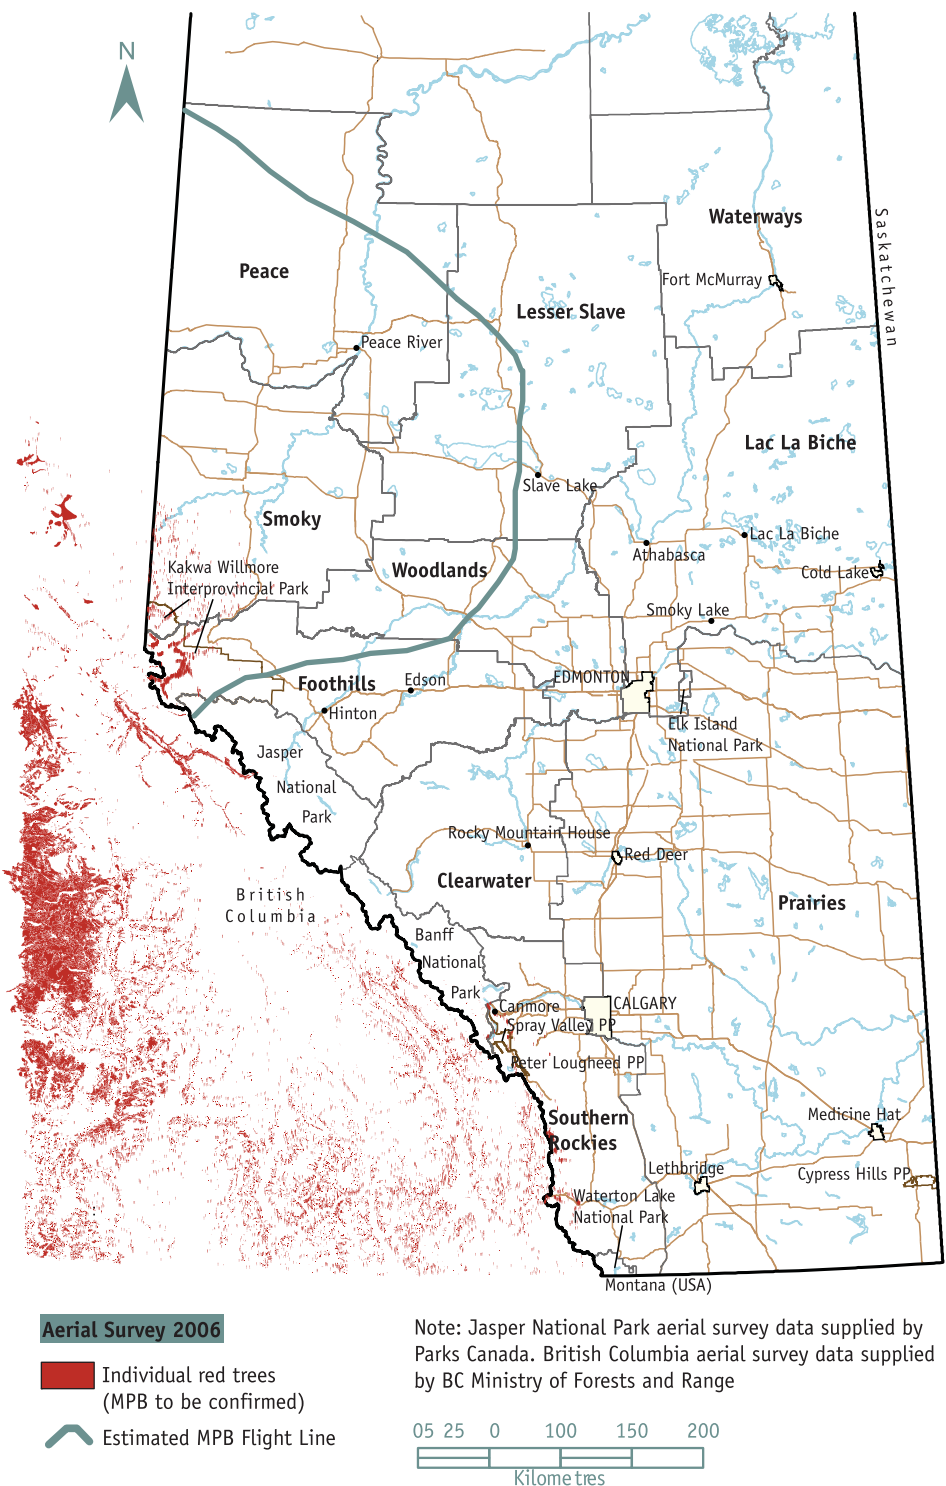 N
Waterways
Saskatchewan
Peace
Fort McMurray
Lesser Slave
Peace River
Lac La Biche
Slave Lake
Smoky
Lac La Biche
Athabasca
Kakwa Willmore
Interprovincial Park
Woodlands
Cold Lake
Smoky Lake
Foothills
Edson
EDMONTON
Hinton
Elk Island
National Park
Jasper
National
Park
Rocky Mountain House
Red Deer
Clearwater
British
Columbia
Prairies
Banff
National
Park
Canmore
CALGARY
Spray Valley PP
Peter Lougheed PP
Southern
Rockies
Medicine Hat
Lethbridge
Cypress Hills PP
Waterton Lake
National Park
Montana (USA)
Aerial Survey 2006
Individual red trees
(MPB to be confirmed)
Estimated MPB Flight Line
Note: Jasper National Park aerial survey data supplied by
Parks Canada. British Columbia aerial survey data supplied
by BC Ministry of Forests and Range
05 25 0 100 150 200
Kilometres